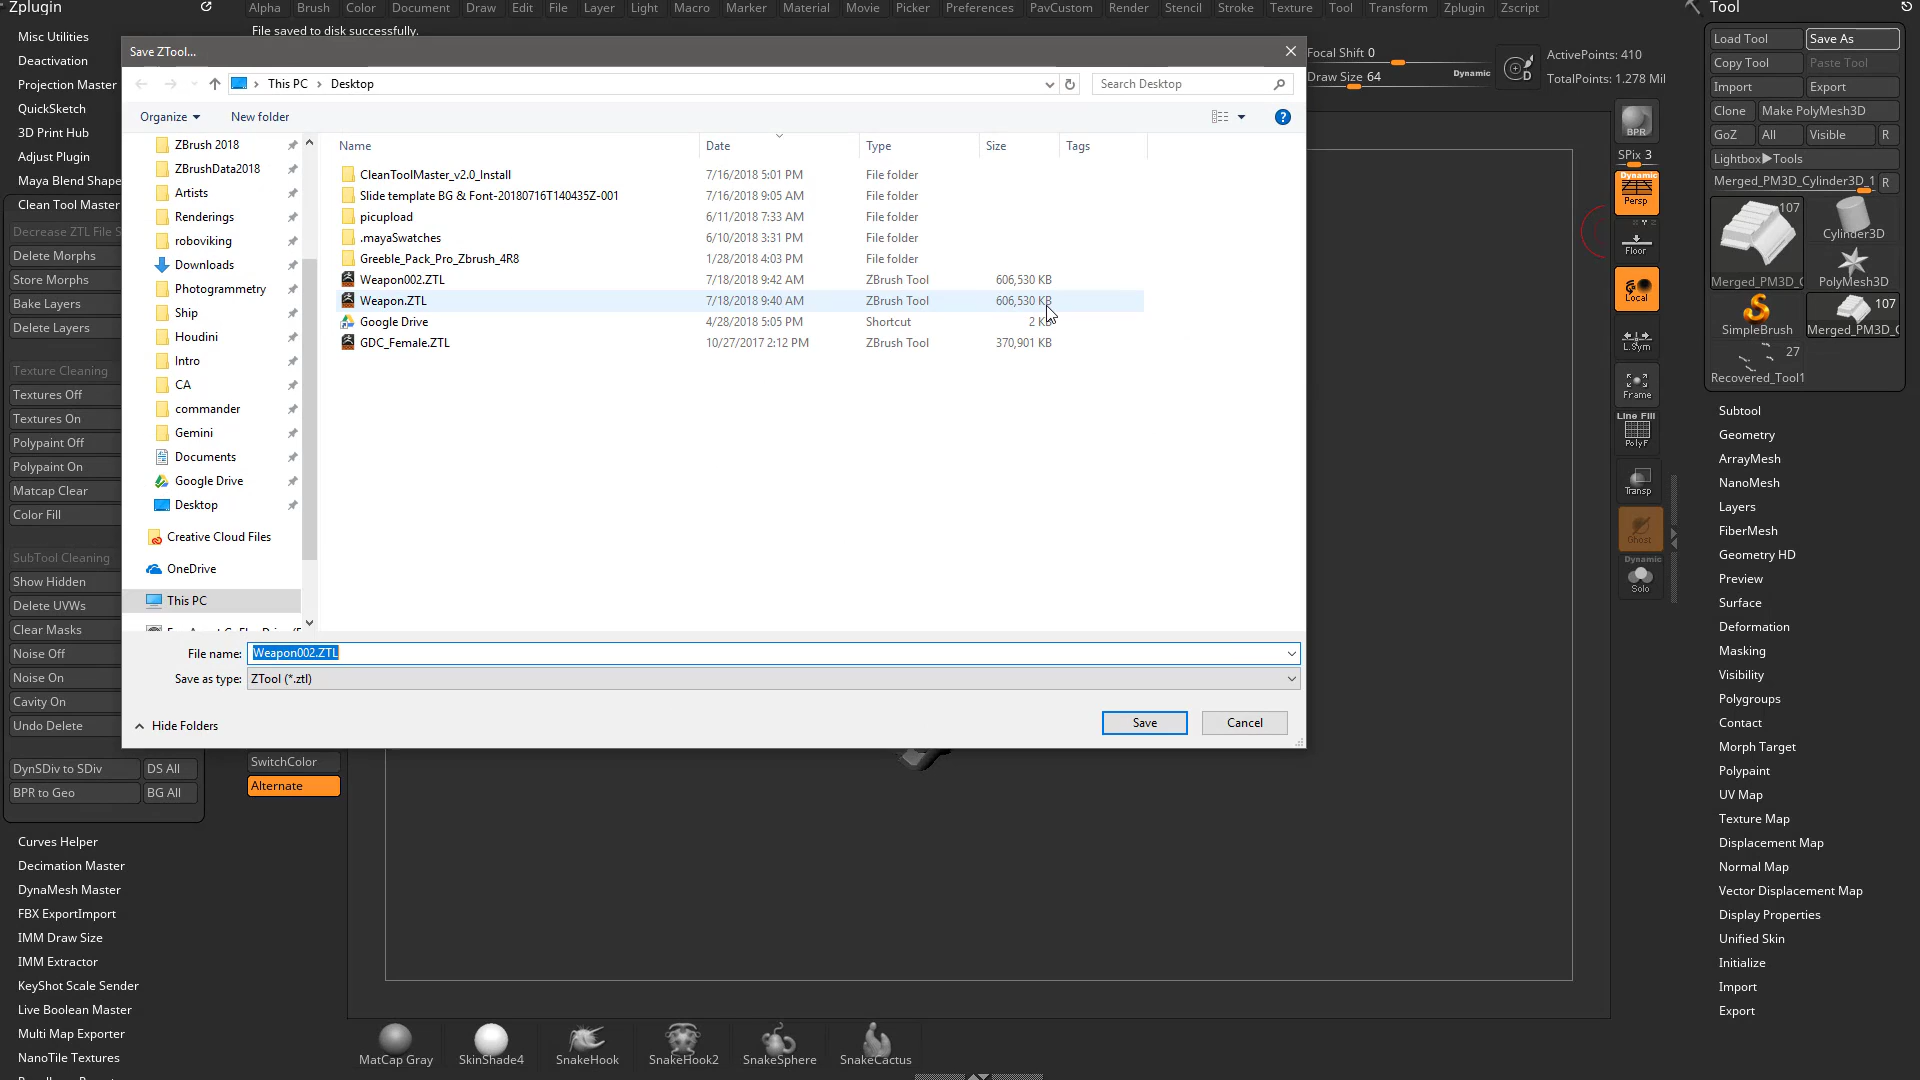 Zplugin
Alpha Brush Color Document Draw Edit File Layer Light Macro Marker Material Movie Picker Preferences PavCustom Render Stencil Stroke Texture Tool Transform Zplugin Zscript
Tool
File saved to disk successfully.
Misc Utilities
Deactivation
Projection Master
QuickSketch
3D Print Hub
Adjust Plugin
Maya Blend Shape
Clean Tool Master
Decrease ZTL File S
Delete Morphs
Store Morphs
Bake Layers
Delete Layers
Texture Cleaning
Textures Off
Textures On
Polypaint Off
Polypaint On
Matcap Clear
Color Fill
SubTool Cleaning
Show Hidden
Delete UVWs
Clear Masks
Noise Off
Noise On
Cavity On
Undo Delete
DynSDiv to SDiv DS All
BPR to Geo BG All
Curves Helper
Decimation Master
DynaMesh Master
FBX ExportImport
IMM Draw Size
IMM Extractor
KeyShot Scale Sender
Live Boolean Master
Multi Map Exporter
NanoTile Textures
Save ZTool...
This PC > Desktop
Search Desktop
Organize New folder
ZBrush 2018
ZBrushData2018
Artists
Renderings
roboviking
Downloads
Photogrammetry
Ship
Houdini
Intro
CA
commander
Gemini
Documents
Google Drive
Desktop
Creative Cloud Files
OneDrive
This PC
Name Date Type Size Tags
CleanToolMaster_v2.0_Install 7/16/2018 5:01 PM File folder
Slide template BG & Font-20180716T140435Z-001 7/16/2018 9:05 AM File folder
picupload 6/11/2018 7:33 AM File folder
.mayaSwatches 6/10/2018 3:31 PM File folder
Greeble_Pack_Pro_Zbrush_4R8 1/28/2018 4:03 PM File folder
Weapon002.ZTL 7/18/2018 9:42 AM ZBrush Tool 606,530 KB
Weapon.ZTL 7/18/2018 9:40 AM ZBrush Tool 606,530 KB
Google Drive 4/28/2018 5:05 PM Shortcut 2 KB
GDC_Female.ZTL 10/27/2017 2:12 PM ZBrush Tool 370,901 KB
File name: Weapon002.ZTL
Save as type: ZTool (*.ztl)
Hide Folders
Save Cancel
SwitchColor
Alternate
MatCap Gray SkinShade4 SnakeHook SnakeHook2 SnakeSphere SnakeCactus
Focal Shift 0
Draw Size 64 Dynamic
D
ActivePoints: 410
TotalPoints: 1.278 Mil
BPR
SPix 3
Dynamic
Persp
Floor
Local
L.Sym
Frame
Line Fill
PolyF
Transp
Ghost
Dynamic
Solo
Load Tool Save As
Copy Tool Paste Tool
Import Export
Clone Make PolyMesh3D
GoZ All Visible R
Lightbox▶Tools
Merged_PM3D_Cylinder3D_1 R
107
Cylinder3D
Merged_PM3D_C PolyMesh3D
107
SimpleBrush Merged_PM3D_C
27
Recovered_Tool1
Subtool
Geometry
ArrayMesh
NanoMesh
Layers
FiberMesh
Geometry HD
Preview
Surface
Deformation
Masking
Visibility
Polygroups
Contact
Morph Target
Polypaint
UV Map
Texture Map
Displacement Map
Normal Map
Vector Displacement Map
Display Properties
Unified Skin
Initialize
Import
Export